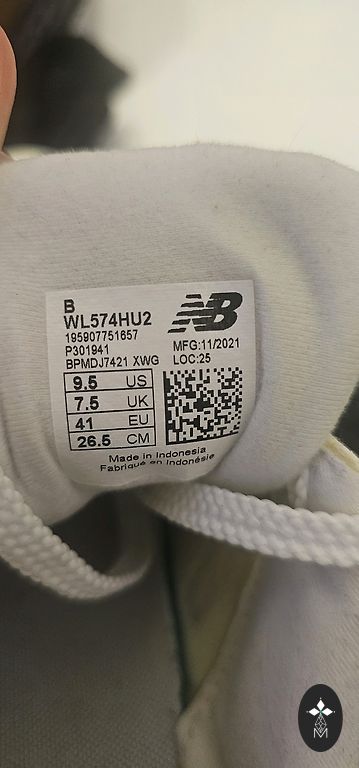 B
WL574HU2
195907751657
P301941
BPMDJ7421 XWG
NB
MFG:11/2021
LOC:25
9.5 US
7.5 UK
41 EU
26.5 CM
Made in Indonesia
Fabriqué en Indonésie
M